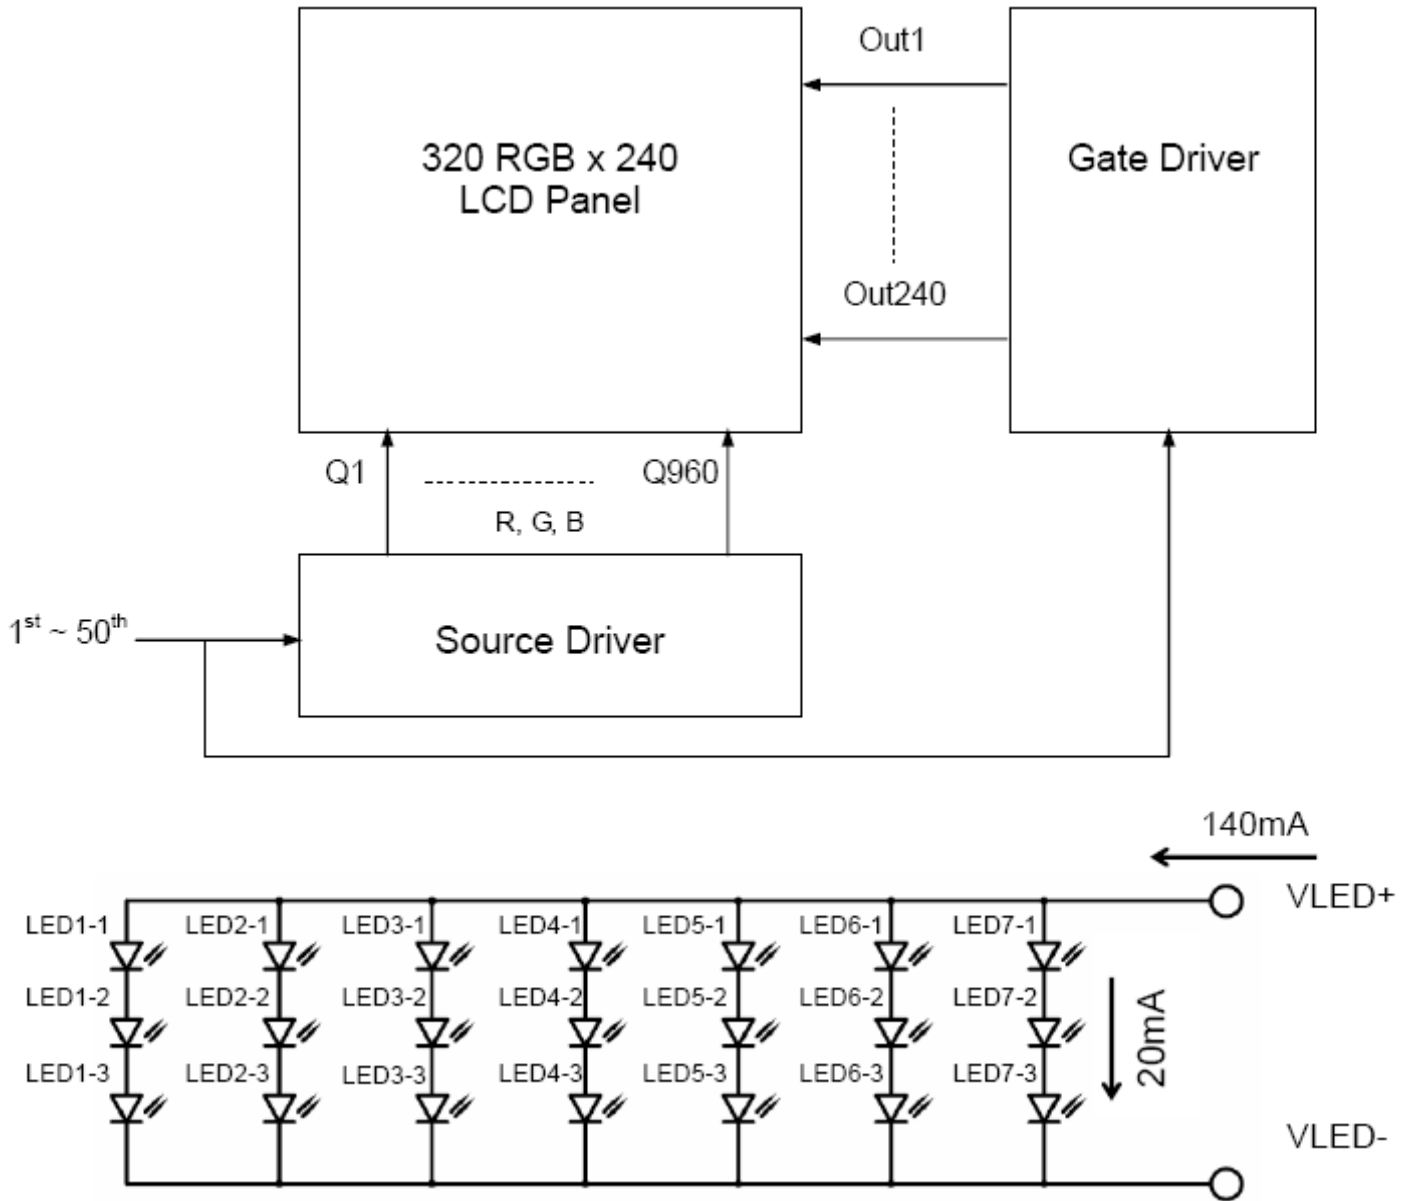 Out1
320 RGB x 240
LCD Panel
Gate Driver
Out240
Q1
Q960
R, G, B
1st ~ 50th
Source Driver
140mA
VLED+
LED1-1 LED2-1 LED3-1 LED4-1 LED5-1 LED6-1 LED7-1
LED1-2 LED2-2 LED3-2 LED4-2 LED5-2 LED6-2 LED7-2
20mA
LED1-3 LED2-3 LED3-3 LED4-3 LED5-3 LED6-3 LED7-3
VLED-